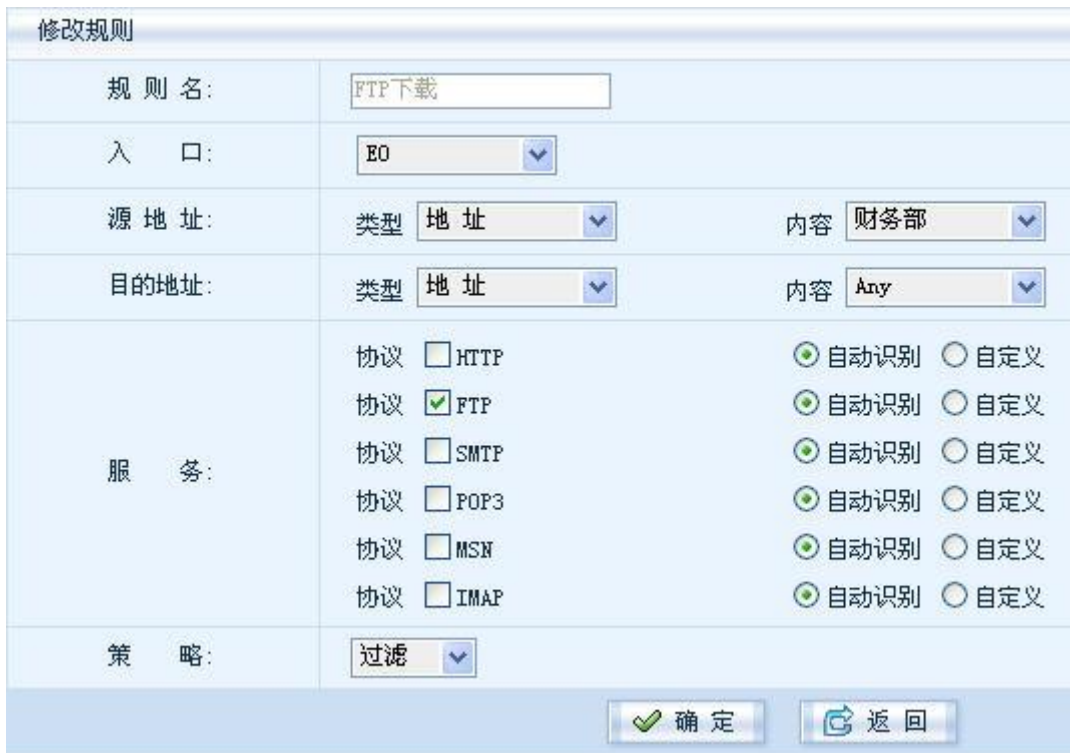 修改规则
规 则 名: FTP下载
入 口: E0
源 地 址: 类型 地 址 内容 财务部
目的地址: 类型 地 址 内容 Any
协议 HTTP 自动识别 自定义
协议 FTP 自动识别 自定义
协议 SMTP 自动识别 自定义
服 务:
协议 POP3 自动识别 自定义
协议 MSN 自动识别 自定义
协议 IMAP 自动识别 自定义
策 略: 过滤
确 定 返 回